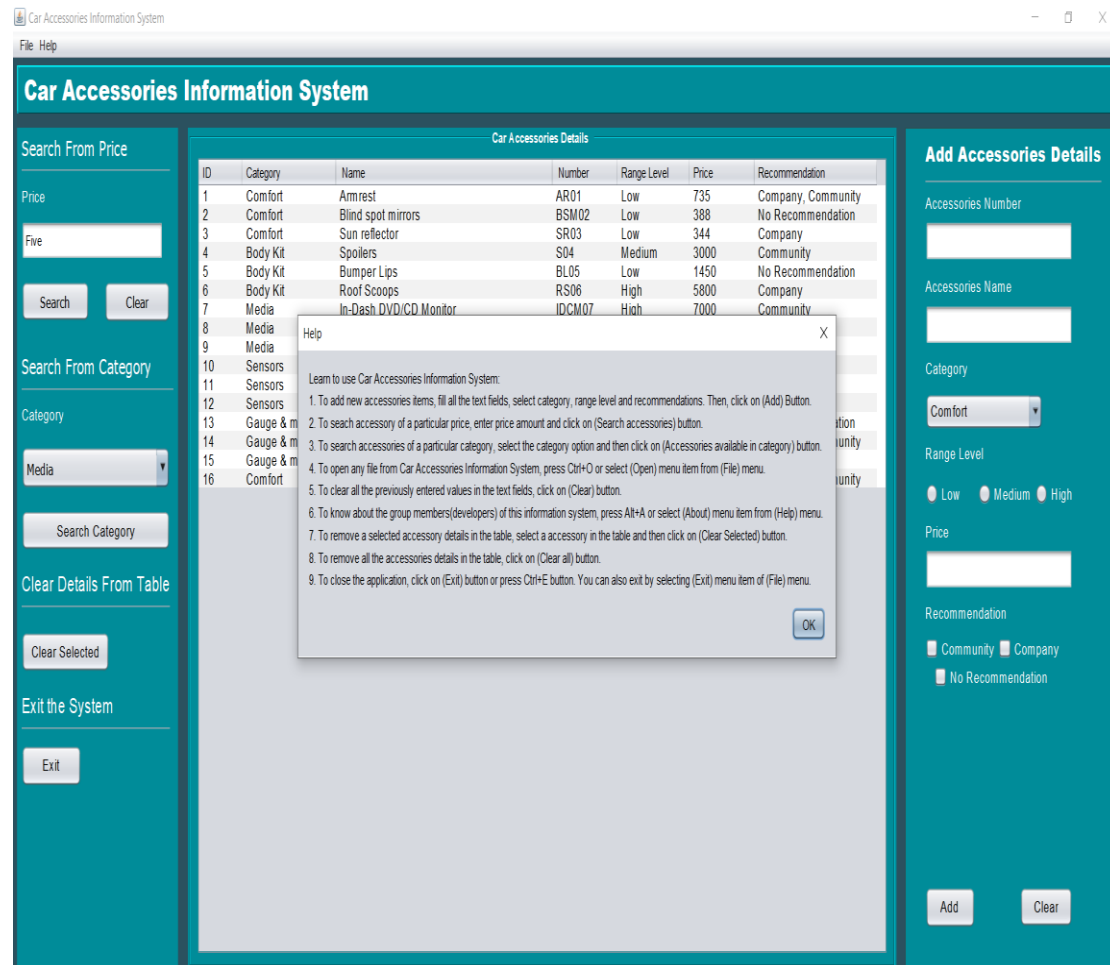 Car Accessories Information System
File Help
Car Accessories Information System
Search From Price
Price
Five
Search Clear
Search From Category
Category
Media
Search Category
Clear Details From Table
Clear Selected
Exit the System
Exit
Car Accessories Details
ID Category Name Number Range Level Price Recommendation
1 Comfort Armrest AR01 Low 735 Company, Community
2 Comfort Blind spot mirrors BSM02 Low 388 No Recommendation
3 Comfort Sun reflector SR03 Low 344 Company
4 Body Kit Spoilers S04 Medium 3000 Community
5 Body Kit Bumper Lips BL05 Low 1450 No Recommendation
6 Body Kit Roof Scoops RS06 High 5800 Company
7 Media In-Dash DVD/CD Monitor IDCM07 High 7000 Community
8 Media
9 Media
10 Sensors
11 Sensors
12 Sensors
13 Gauge & m
14 Gauge & m
15 Gauge & m
16 Comfort
Help X
Learn to use Car Accessories Information System:
1. To add new accessories items, fill all the text fields, select category, range level and recommendations. Then, click on (Add) Button.
2. To seach accessory of a particular price, enter price amount and click on (Search accessories) button.
3. To search accessories of a particular category, select the category option and then click on (Accessories available in category) button.
4. To open any file from Car Accessories Information System, press Ctrl+O or select (Open) menu item from (File) menu.
5. To clear all the previously entered values in the text fields, click on (Clear) button.
6. To know about the group members(developers) of this information system, press Alt+A or select (About) menu item from (Help) menu.
7. To remove a selected accessory details in the table, select a accessory in the table and then click on (Clear Selected) button.
8. To remove all the accessories details in the table, click on (Clear all) button.
9. To close the application, click on (Exit) button or press Ctrl+E button. You can also exit by selecting (Exit) menu item of (File) menu.
OK
Add Accessories Details
Accessories Number
Accessories Name
Category
Comfort
Range Level
Low Medium High
Price
Recommendation
Community Company
No Recommendation
Add Clear